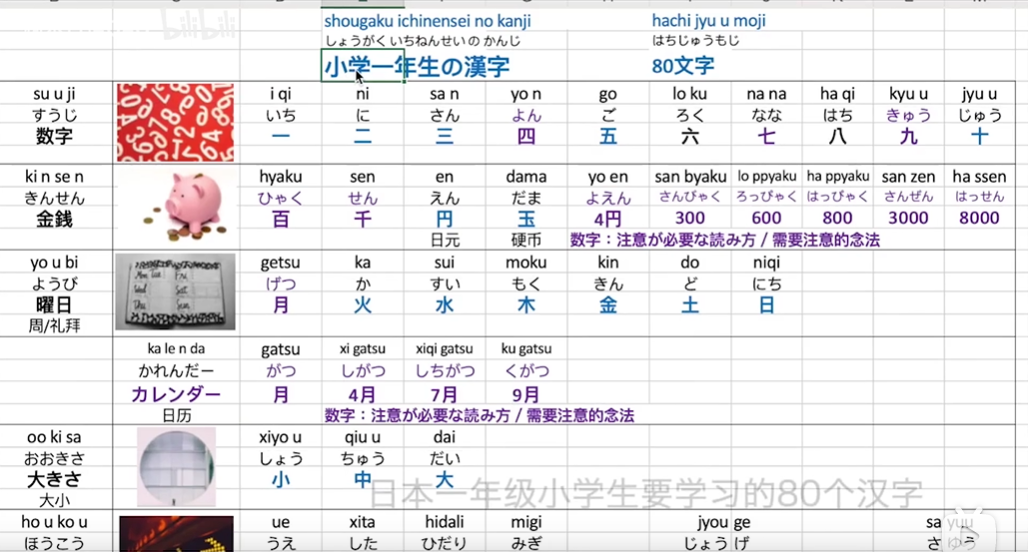 shougaku ichinensei no kanji hachi jyu u moji
しょうがく いちねんせい の かんじ はちじゅうもじ
小学一年生の漢字 80文字
su u ji i qi ni sa n yo n go lo ku na na ha qi kyu u jyu u
すうじ いち に さん よん ご ろく なな はち きゅう じゅう
数字 一 二 三 四 五 六 七 八 九 十
ki n se n hyaku sen en dama yo en san byaku lo ppyaku ha ppyaku san zen ha ssen
きんせん ひゃく せん えん だま よえん さんびゃく ろっぴゃく はっぴゃく さんぜん はっせん
金銭 百 千 円 玉 4円 300 600 800 3000 8000
日元 硬币 数字：注意が必要な読み方 / 需要注意的念法
yo u bi getsu ka sui moku kin do niqi
ようび げつ か すい もく きん ど にち
曜日 月 火 水 木 金 土 日
周/礼拜
ka le n da gatsu xi gatsu xiqi gatsu ku gatsu
かれんだー がつ しがつ しちがつ くがつ
カレンダー 月 4月 7月 9月
日历 数字：注意が必要な読み方 / 需要注意的念法
oo ki sa xiyo u qiu u dai
おおきさ しょう ちゅう だい
大きさ 小 中 大
大小
日本一年级小学生要学习的80个汉字
ho u ko u ue xita hidali migi jyou ge sa yuu
ほうこう うえ した ひだり みぎ じょう げ さ ゆう
bilibili